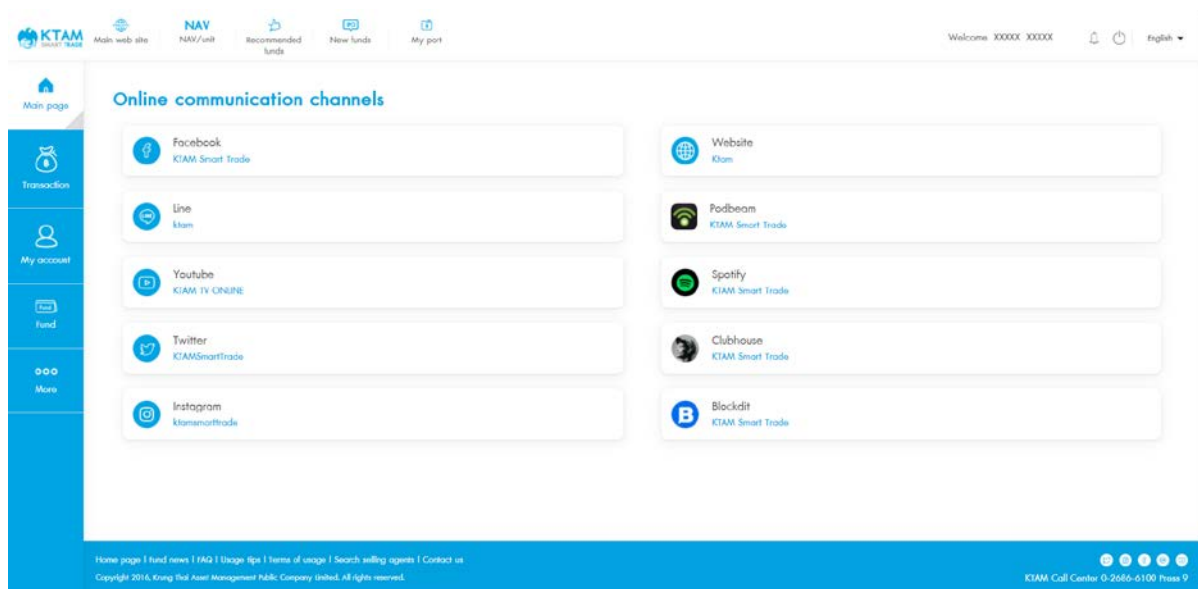 KTAM
SMART TRADE
Main web site
NAV
NAV/unit
Recommended
funds
New funds
My port
Welcome XXXXX XXXXX
English
Main page
Transaction
My account
Fund
Fund
More
Online communication channels
Facebook
KTAM Smart Trade
Website
Ktam
Line
LINE
ktam
Podbeam
KTAM Smart Trade
Youtube
KTAM TV ONLINE
Spotify
KTAM Smart Trade
Twitter
KTAMSmartTrade
Clubhouse
KTAM Smart Trade
Instagram
ktamsmarttrade
Blockdit
KTAM Smart Trade
Home page | Fund news | FAQ | Usage tips | Terms of usage | Search selling agents | Contact us
Copyright 2016, Krung Thai Asset Management Public Company Limited. All rights reserved.
KTAM Call Center 0-2686-6100 Press 9